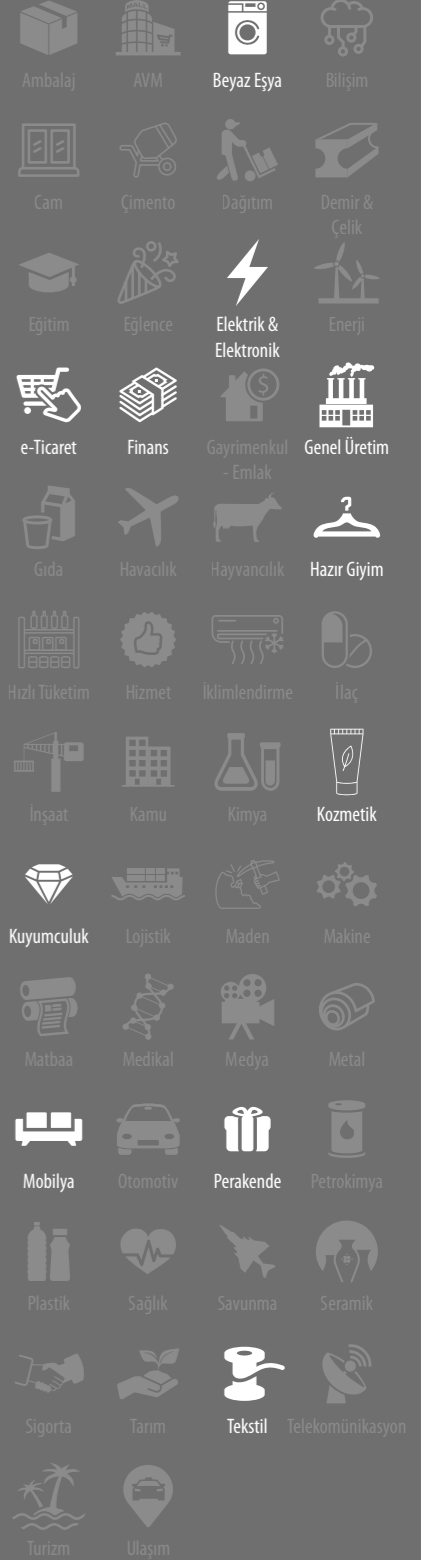 MALL
Ambalaj
AVM
Beyaz Eşya
Bilişim
Cam
Çimento
Dağıtım
Demir &
Çelik
Eğitim
Eğlence
Elektrik &
Elektronik
Enerji
e-Ticaret
Finans
Gayrimenkul
- Emlak
Genel Üretim
Gıda
Havacılık
Hayvancılık
Hazır Giyim
Hızlı Tüketim
Hizmet
İklimlendirme
İlaç
İnşaat
Kamu
Kimya
Kozmetik
Kuyumculuk
Lojistik
Maden
Makine
Matbaa
Medikal
Medya
Metal
Mobilya
Otomotiv
Perakende
Petrokimya
Plastik
Sağlık
Savunma
Seramik
Sigorta
Tarım
Tekstil
Telekomünikasyon
Turizm
Ulaşım